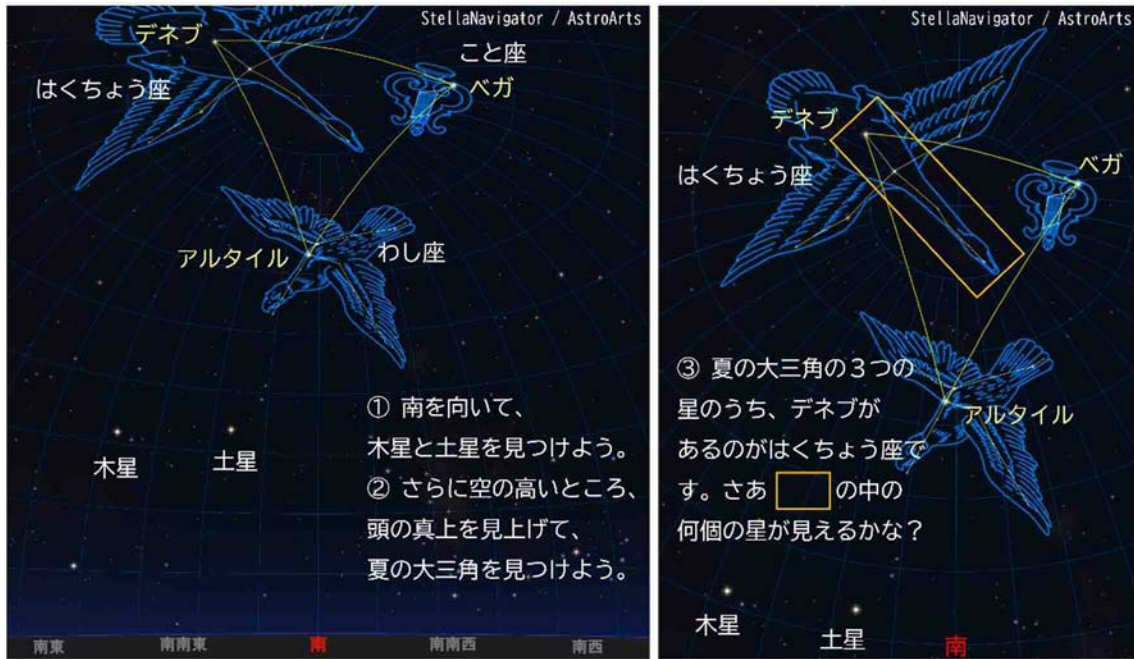 StellaNavigator / AstroArts
デネブ
こと座
はくちょう座
ベガ
アルタイル
わし座
① 南を向いて、
木星と土星を見つけよう。
② さらに空の高いところ、
頭の真上を見上げて、
夏の大三角を見つけよう。
木星
土星
南東
南南東
南
南南西
南西
StellaNavigator / AstroArts
デネブ
ベガ
はくちょう座
③ 夏の大三角の3つの
星のうち、デネブが
あるのがはくちょう座で
す。さあ の中の
何個の星が見えるかな?
アルタイル
木星
土星
南